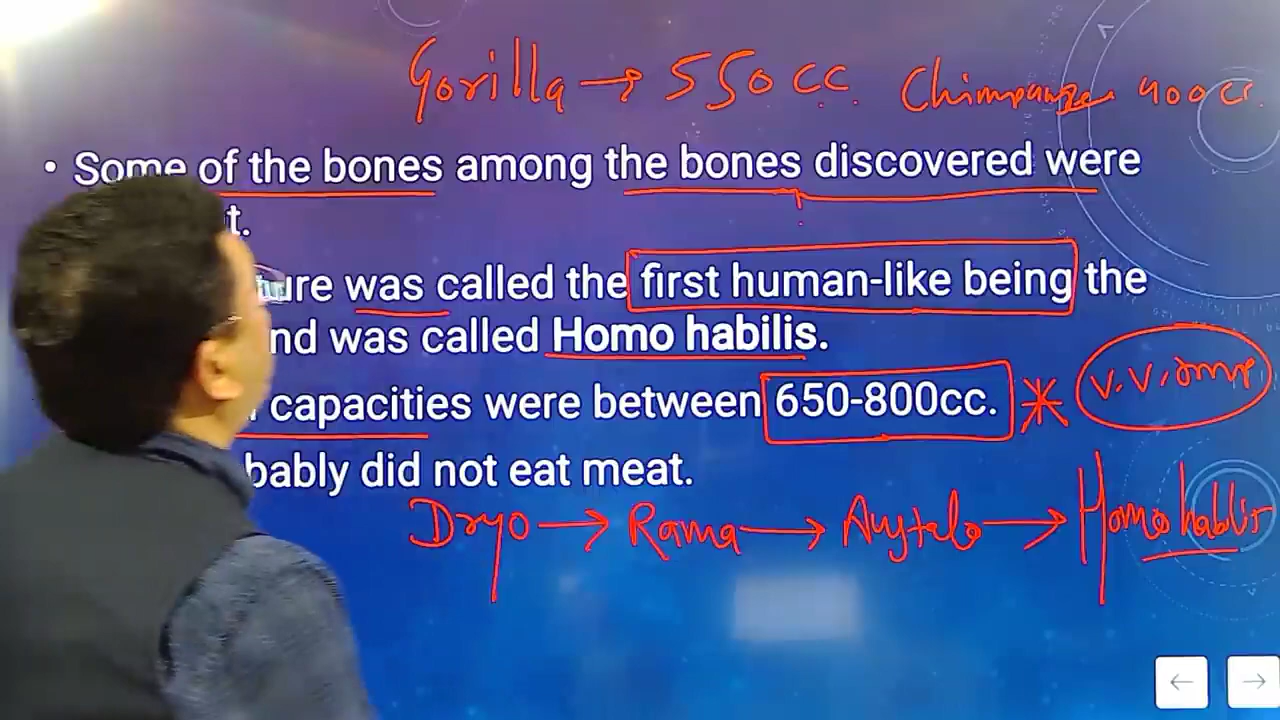 Gorilla → 550 cc. Chimpanzee 400 cc.
• Some of the bones among the bones discovered were
t.
ture was called the first human-like being the
nd was called Homo habilis.
capacities were between 650-800cc. * V.V.
bably did not eat meat.
Dryo → Rama → Austalo → Homo habilis
← →